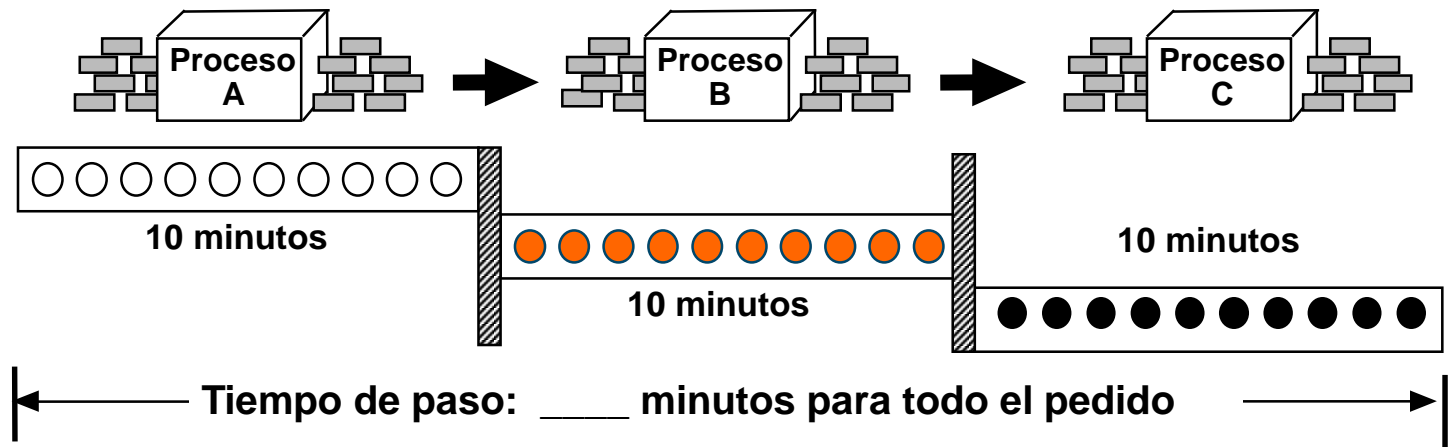 Proceso
A
Proceso
B
Proceso
C
10 minutos
10 minutos
10 minutos
Tiempo de paso: ____ minutos para todo el pedido